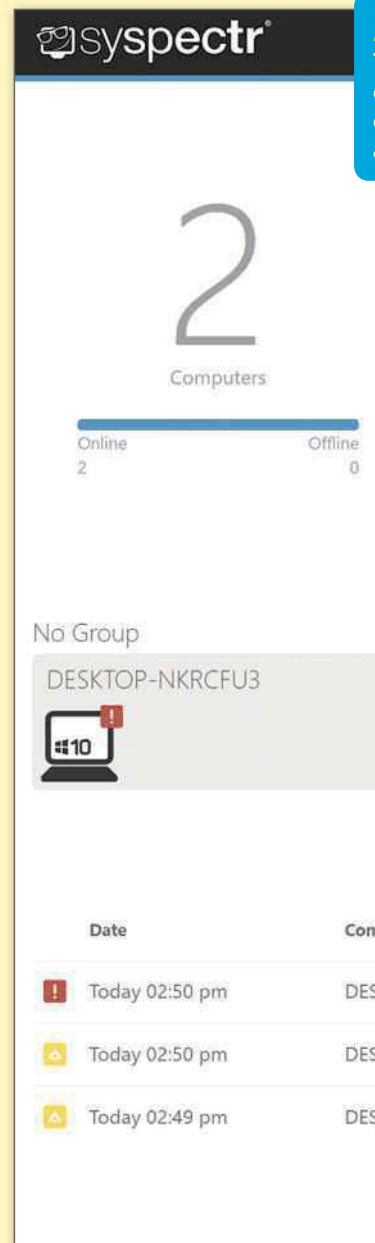 syspectr
2
Computers
Online Offline
2 0
No Group
DESKTOP-NKRCFU3
10
Date
Today 02:50 pm
Today 02:50 pm
Today 02:49 pm